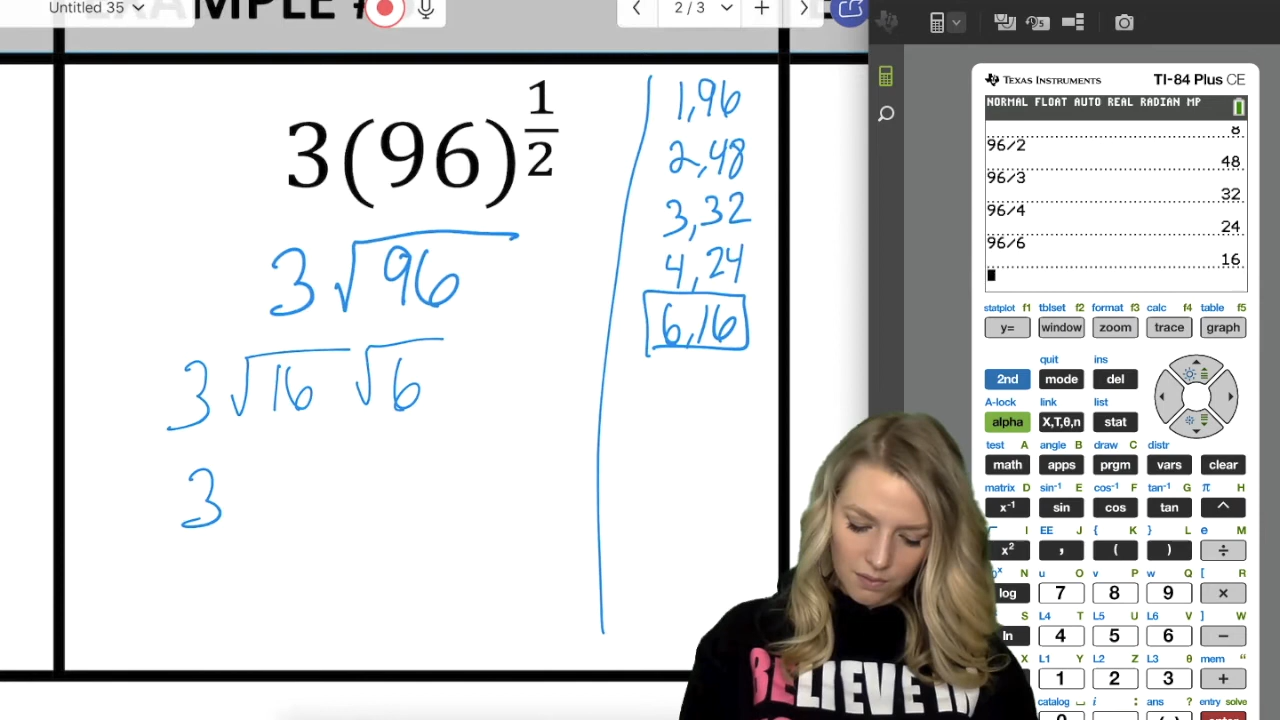 Untitled 35
2 / 3
EXAMPLE #
3(96)^{\frac{1}{2}}
3√96
3√16 √6
3
1,96
2,48
3,32
4,24
6,16
TEXAS INSTRUMENTS TI-84 Plus CE
NORMAL FLOAT AUTO REAL RADIAN MP
8
96/2
48
96/3
32
96/4
24
96/6
16
statplot f1 tblset f2 format f3 calc f4 table f5
y= window zoom trace graph
quit ins
2nd mode del
A-lock link list
alpha X,T,θ,n stat
test A angle B draw C distr
math apps prgm vars clear
matrix D sin⁻¹ E cos⁻¹ F tan⁻¹ G π H
x⁻¹ sin cos tan ^
I EE J { K } L e M
x² , ( ) ÷
N u O v P w Q [ R
log 7 8 9 ×
S L4 T L5 U L6 V ] W
ln 4 5 6 −
X L1 Y L2 Z L3 θ mem "
1 2 3 +
catalog i : ans ? entry solve
0 . (-) enter
BELIEVE IN